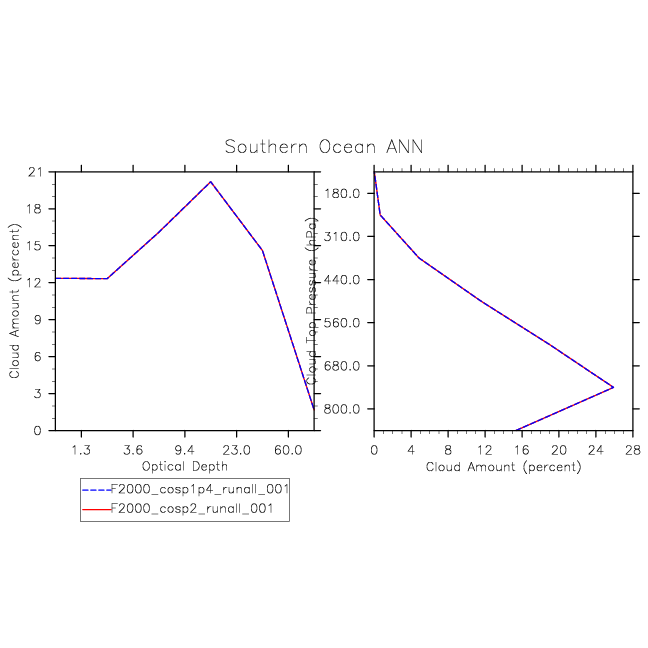 Southern Ocean ANN
Cloud Amount (percent)
21
18
15
12
9
6
3
0
1.3 3.6 9.4 23.0 60.0
Optical Depth
Cloud Top Pressure (hPa)
180.0
310.0
440.0
560.0
680.0
800.0
0 4 8 12 16 20 24 28
Cloud Amount (percent)
F2000_cosp1p4_runall_001
F2000_cosp2_runall_001